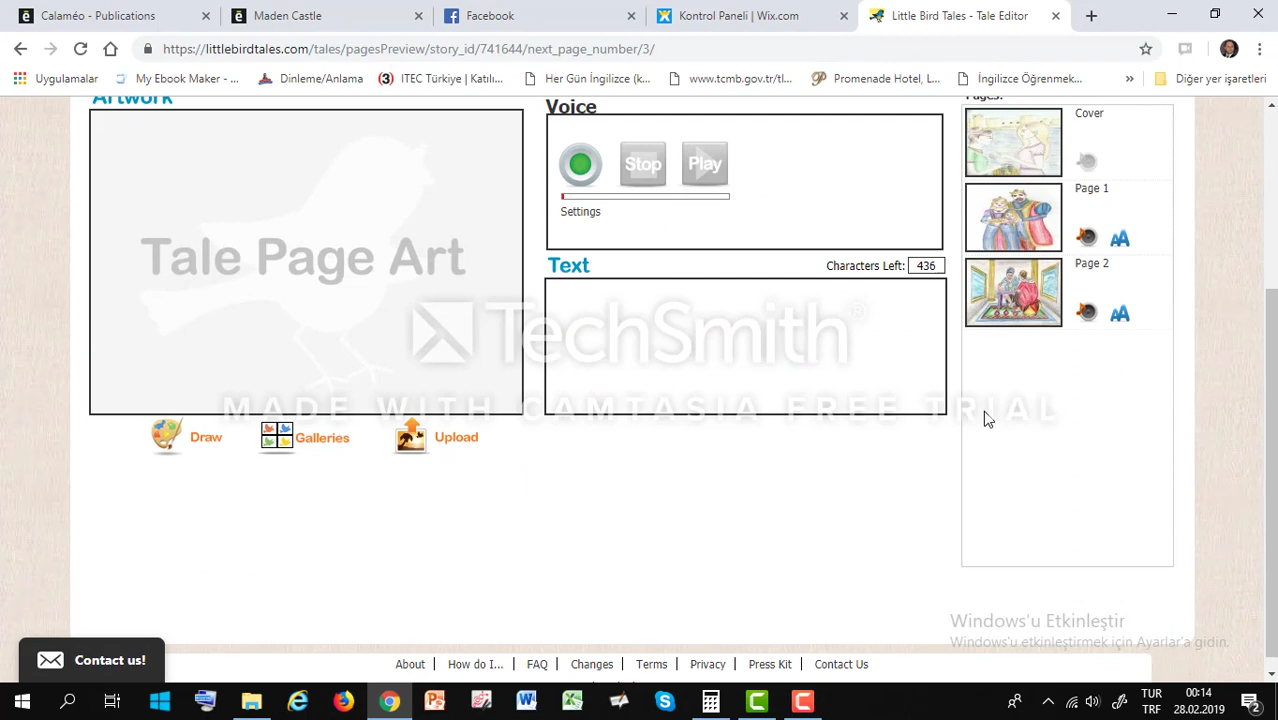 Calaméo - Publications
Maden Castle
Facebook
Kontrol Paneli | Wix.com
Little Bird Tales - Tale Editor
https://littlebirdtales.com/tales/pagesPreview/story_id/741644/next_page_number/3/
Uygulamalar
My Ebook Maker - ...
Dinleme/Anlama
ITEC Türkiye | Katılı...
Her Gün İngilizce (k...
www.tcmb.gov.tr/tl...
Promenade Hotel, L...
İngilizce Öğrenmek...
»
Diğer yer işaretleri
Artwork
Voice
Pages:
Cover
Stop
Play
Page 1
AA
Settings
Tale Page Art
Text
Characters Left: 436
Page 2
AA
TechSmith®
MADE WITH CAMTASIA FREE TRIAL
Draw
Galleries
Upload
Windows'u Etkinleştir
Windows'u etkinleştirmek için Ayarlar'a gidin.
Contact us!
About
How do I...
FAQ
Changes
Terms
Privacy
Press Kit
Contact Us
TUR
TRF
00:14
28.02.2019
2